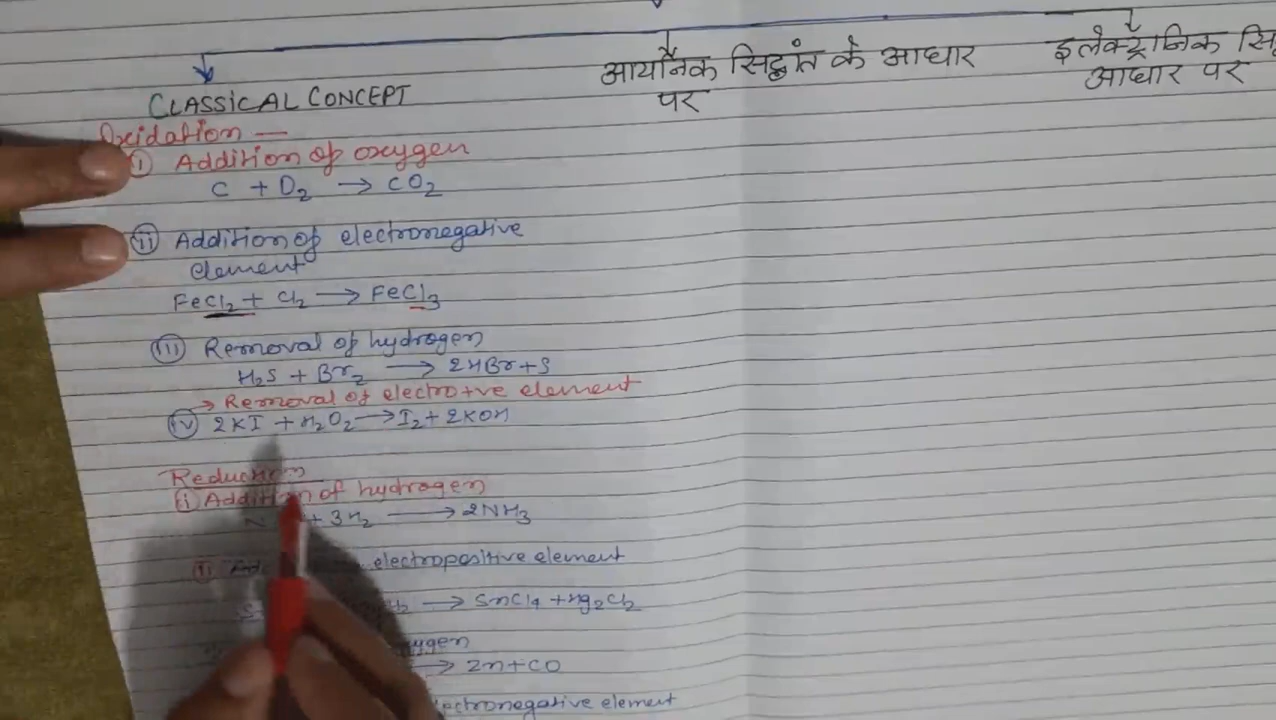 आयनिक सिद्धांत के आधार
पर
इलेक्ट्रॉनिक
आधार पर
CLASSICAL CONCEPT
Oxidation —
(i) Addition of oxygen
C + O₂ → CO₂
(ii) Addition of electronegative
element
FeCl₂ + Cl₂ → FeCl₃
(iii) Removal of hydrogen
H₂S + Br₂ → 2HBr + S
→ Removal of electro+ve element
(iv) 2KI + H₂O₂ → I₂ + 2KOH
Reduction
(i) Addition of hydrogen
+ 3H₂ → 2NH₃
electropositive element
→ SnCl₄ + Hg₂Cl₂
→ Zn + CO
electronegative element